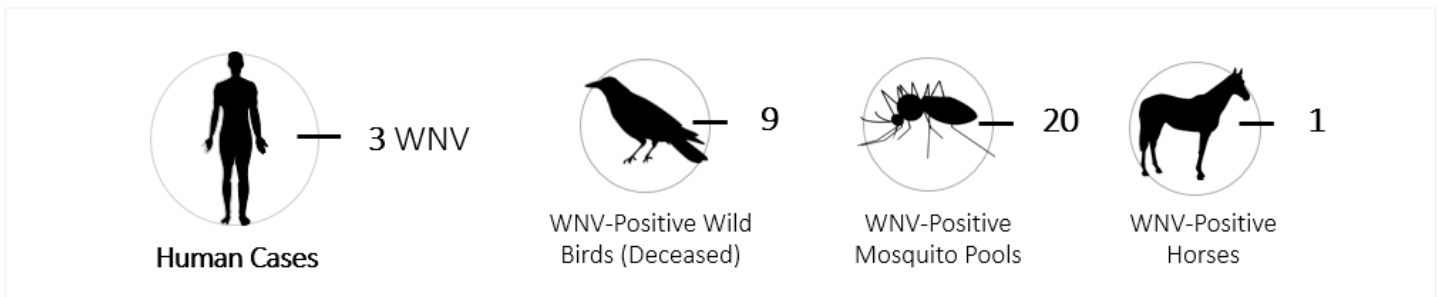 3 WNV
Human Cases
9
WNV-Positive Wild
Birds (Deceased)
20
WNV-Positive
Mosquito Pools
1
WNV-Positive
Horses